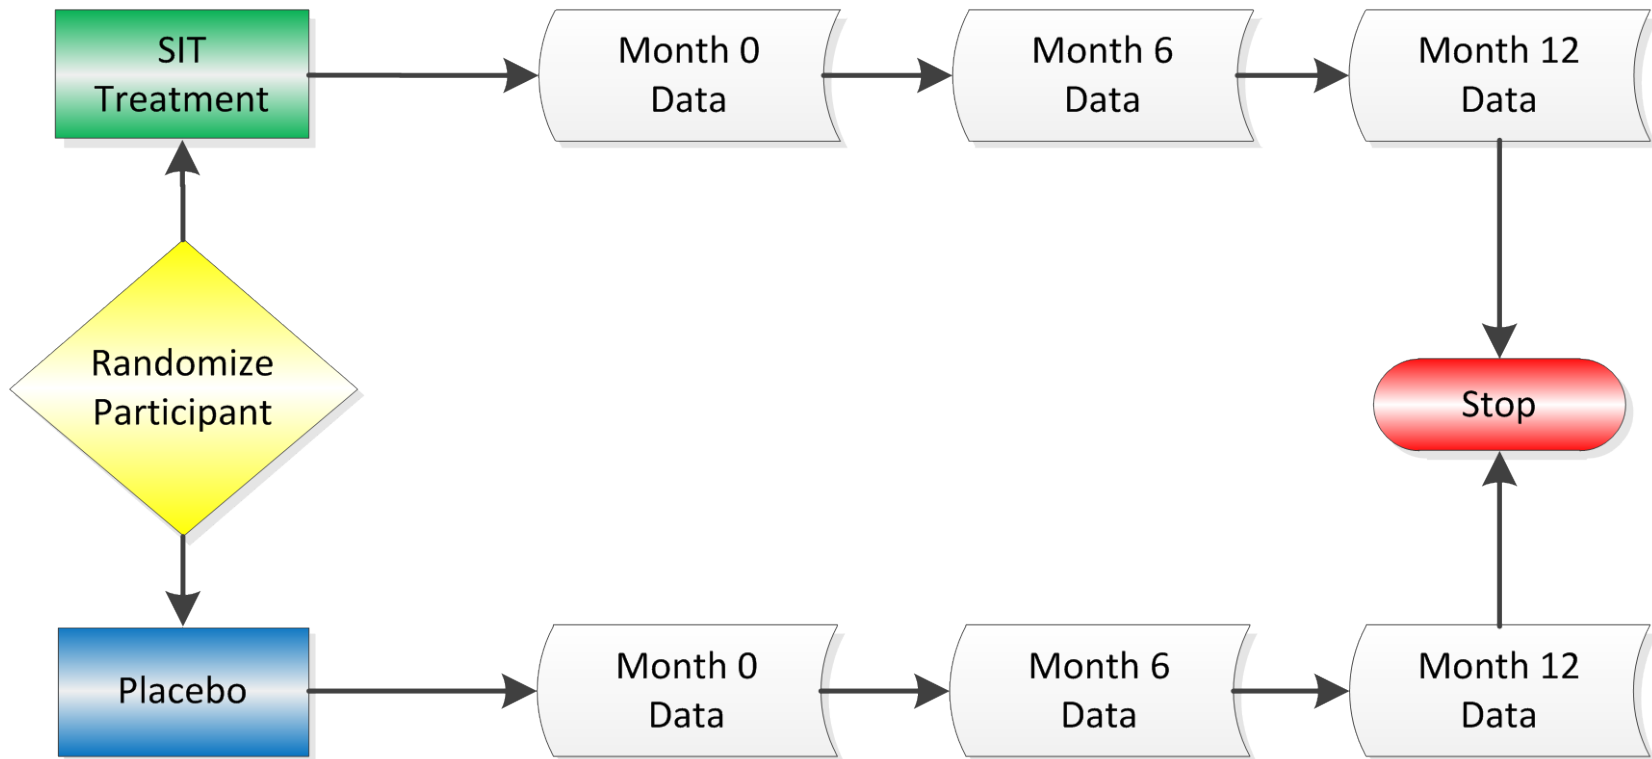 SIT
Treatment
Month 0
Data
Month 6
Data
Month 12
Data
Randomize
Participant
Stop
Placebo
Month 0
Data
Month 6
Data
Month 12
Data